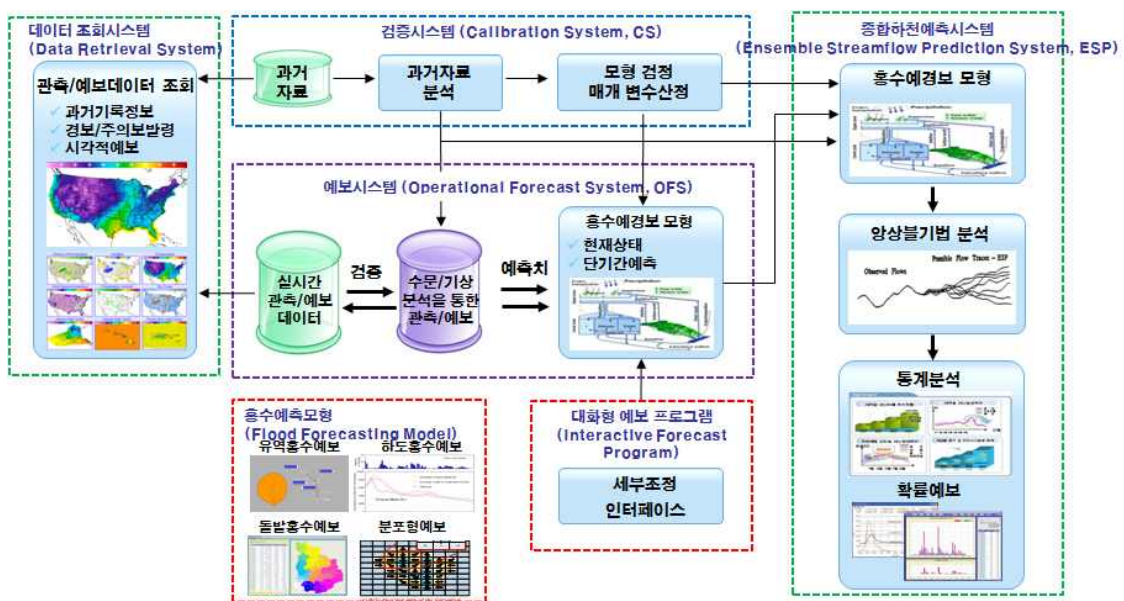 데이터 조회시스템
(Data Retrieval System)
관측/예보데이터 조회
과거기록정보
경보/주의보발령
시각적예보
검증시스템 (Calibration System, CS)
과거
자료
과거자료
분석
모형 검정
매개 변수산정
예보시스템 (Operational Forecast System, OFS)
실시간
관측/예보
데이터
검증
수문/기상
분석을 통한
관측/예보
예측치
홍수예경보 모형
현재상태
단기간예측
홍수예측모형
(Flood Forecasting Model)
유역홍수예보
하도홍수예보
돌발홍수예보
분포형예보
대화형 예보 프로그램
(Interactive Forecast
Program)
세부조정
인터페이스
종합하천예측시스템
(Ensemble Streamflow Prediction System, ESP)
홍수예경보 모형
앙상블기법 분석
Possible Flow Traces - ESP
Observed Flows
통계분석
확률예보